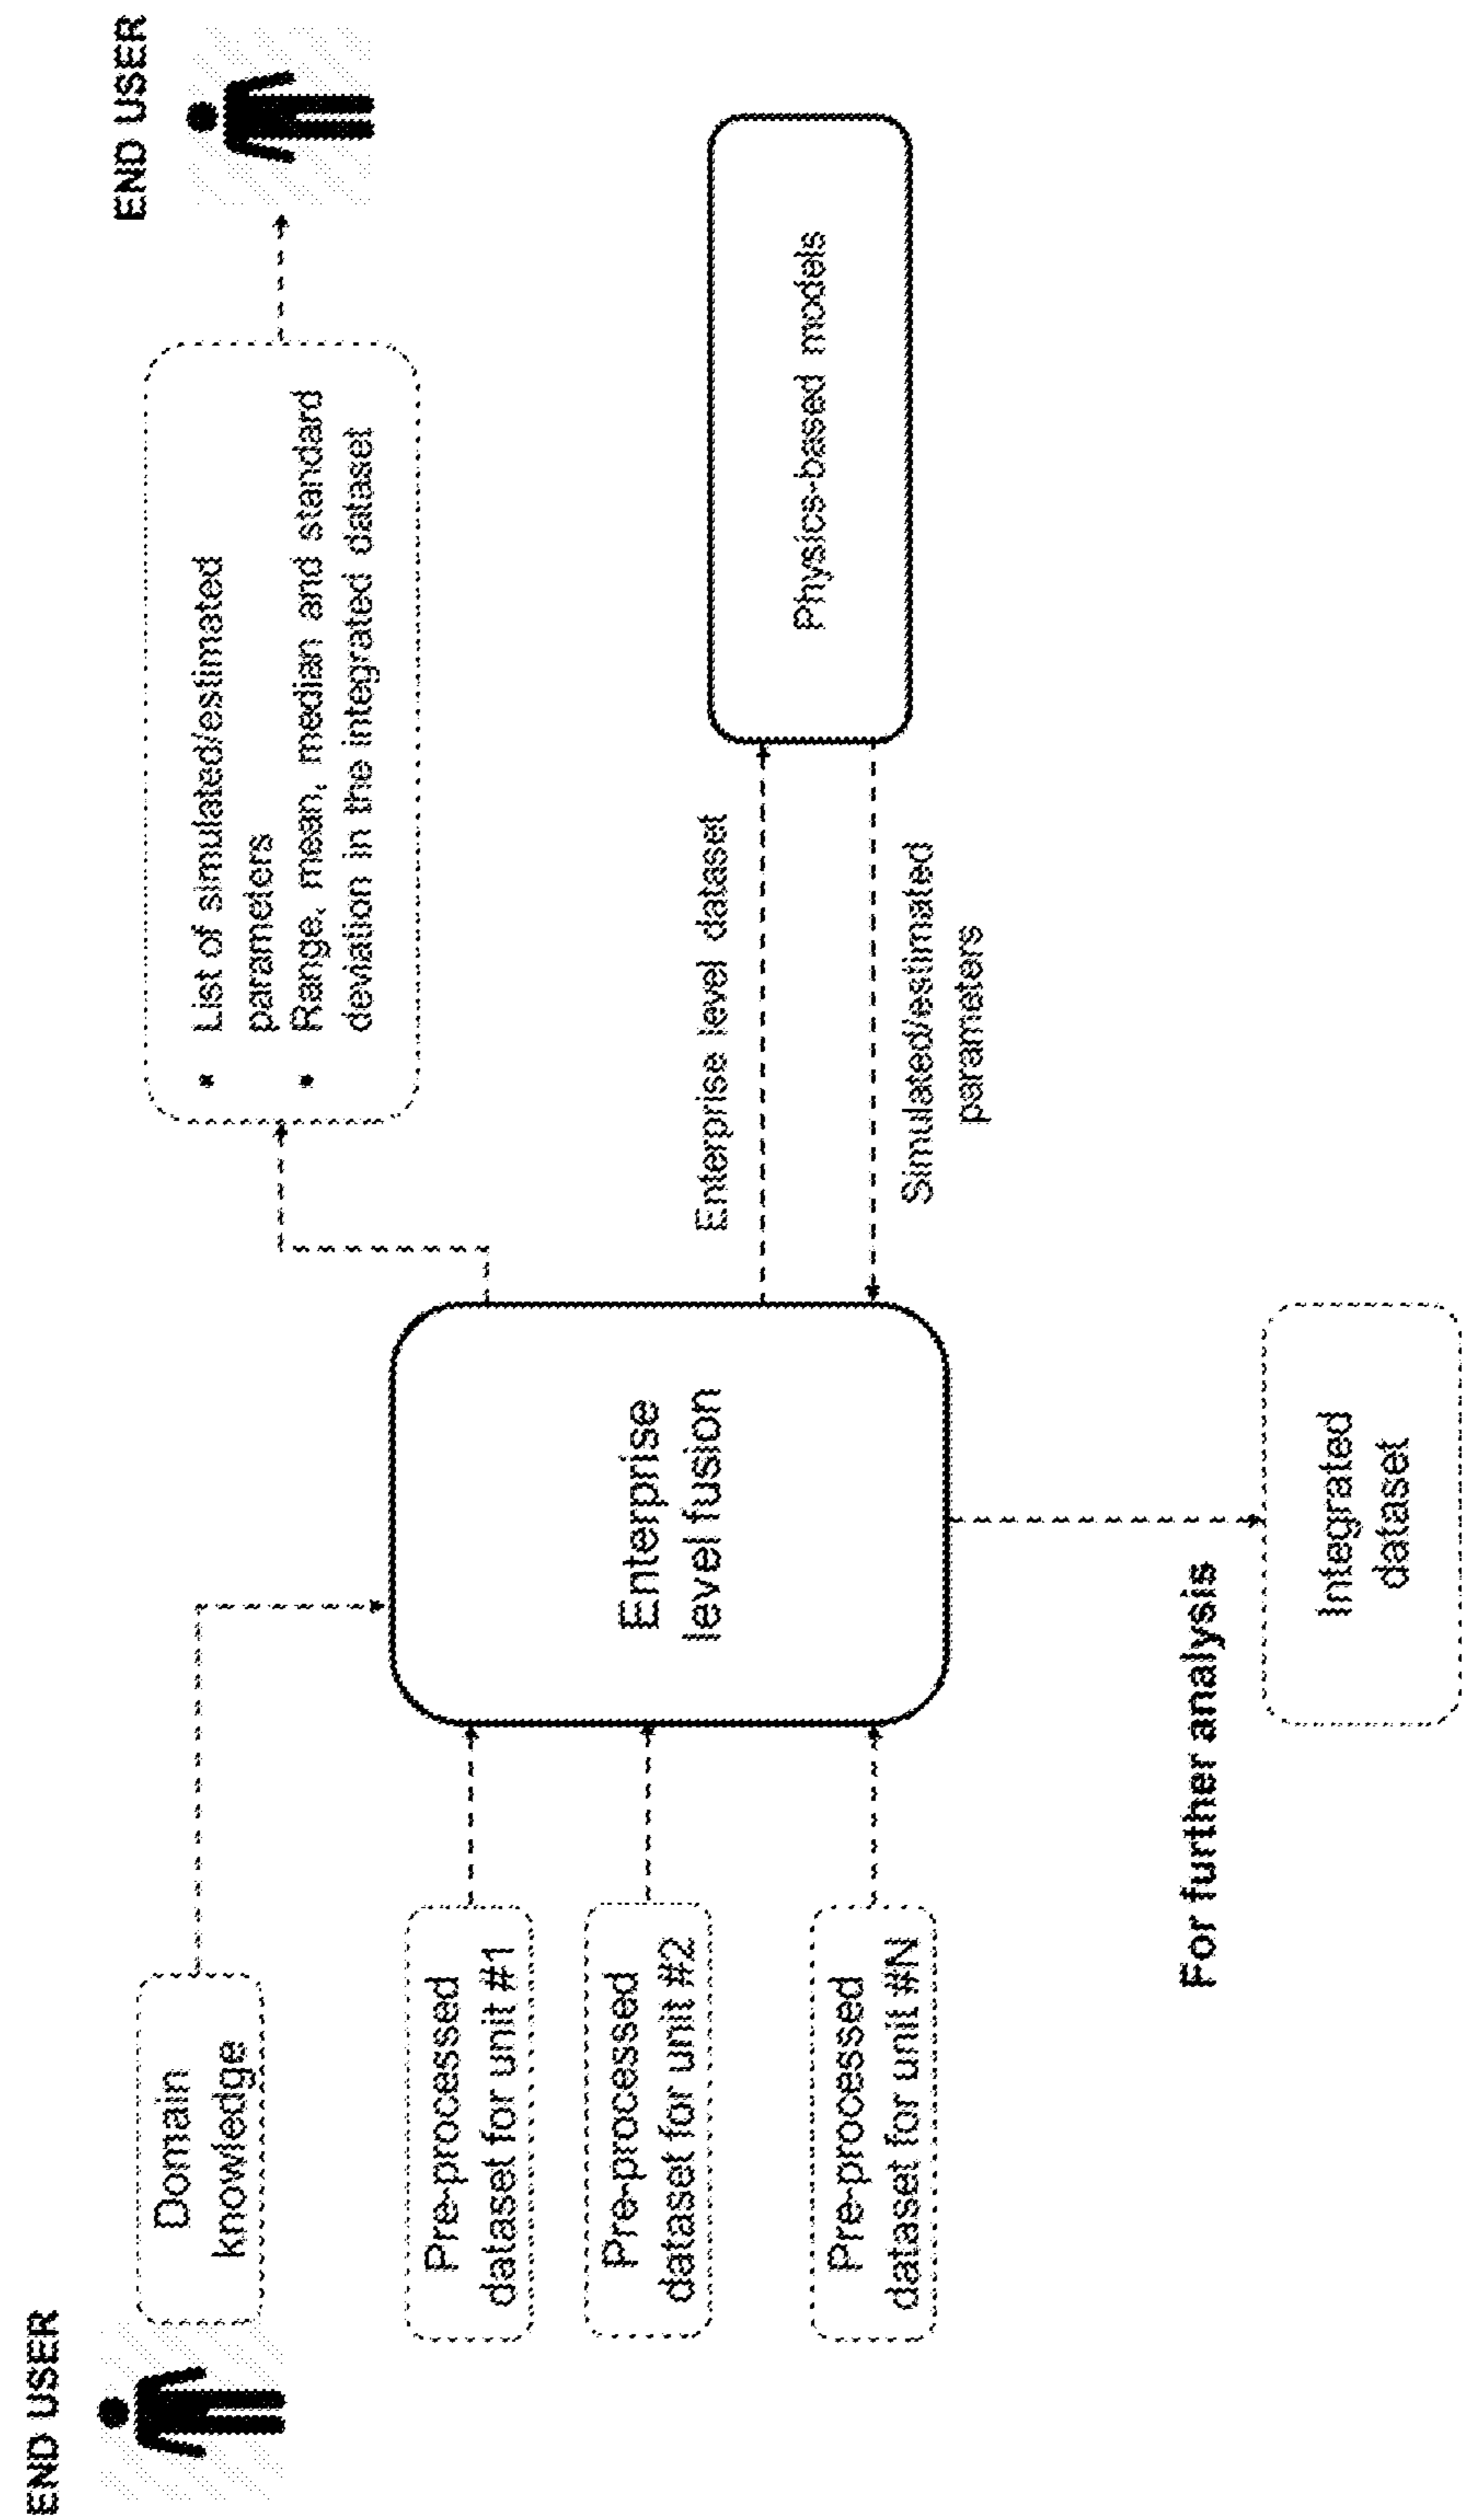 END USER
Domain
knowledge
Pre-processed
dataset for unit #1
Pre-processed
dataset for unit #2
Pre-processed
dataset for unit #N
Enterprise
level fusion
• List of simulated/estimated
parameters
• Range, mean, median and standard
deviation in the integrated dataset
END USER
Enterprise level dataset
Simulated/estimated
parameters
Physics-based models
For further analysis
Integrated
dataset